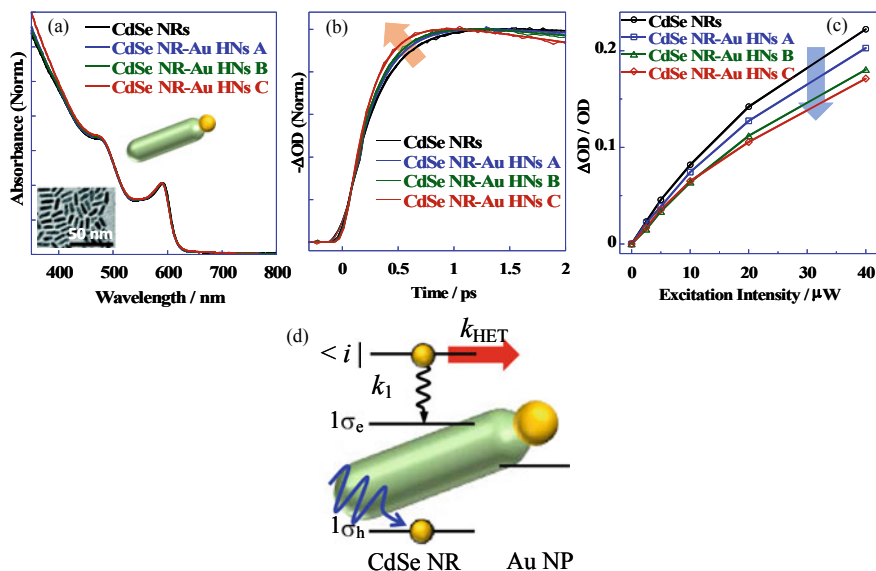 (a)
CdSe NRs
CdSe NR-Au HNs A
CdSe NR-Au HNs B
CdSe NR-Au HNs C
50 nm
Absorbance (Norm.)
400 500 600 700 800
Wavelength / nm
(b)
CdSe NRs
CdSe NR-Au HNs A
CdSe NR-Au HNs B
CdSe NR-Au HNs C
-ΔOD (Norm.)
0 0.5 1 1.5 2
Time / ps
(c)
CdSe NRs
CdSe NR-Au HNs A
CdSe NR-Au HNs B
CdSe NR-Au HNs C
ΔOD / OD
0.2
0.1
0
0 10 20 30 40
Excitation Intensity / μW
(d)
kHET
< i |
k1
1σe
1σh
CdSe NR Au NP